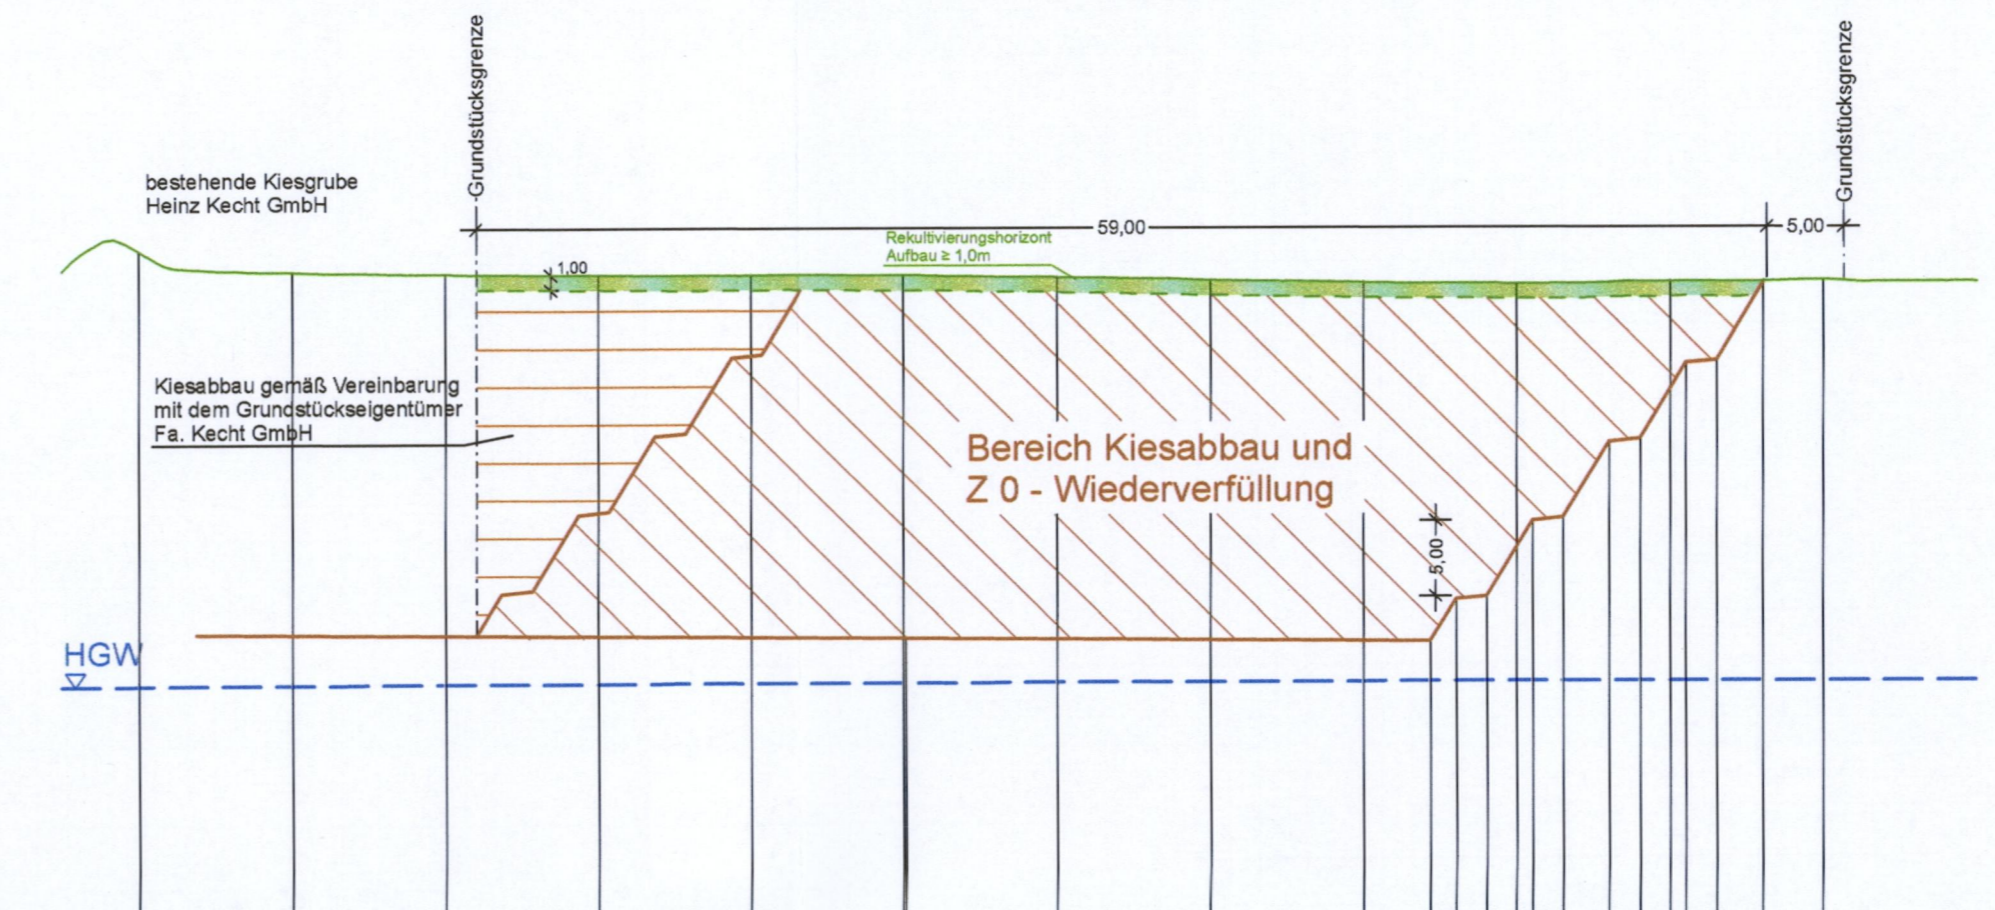 Grundstücksgrenze
Grundstücksgrenze
bestehende Kiesgrube
Heinz Kecht GmbH
59,00
5,00
Rekultivierungshorizont
Aufbau ≥ 1,0m
1,00
Kiesabbau gemäß Vereinbarung
mit dem Grundstückseigentümer
Fa. Kecht GmbH
Bereich Kiesabbau und
Z 0 - Wiederverfüllung
5,00
HGW